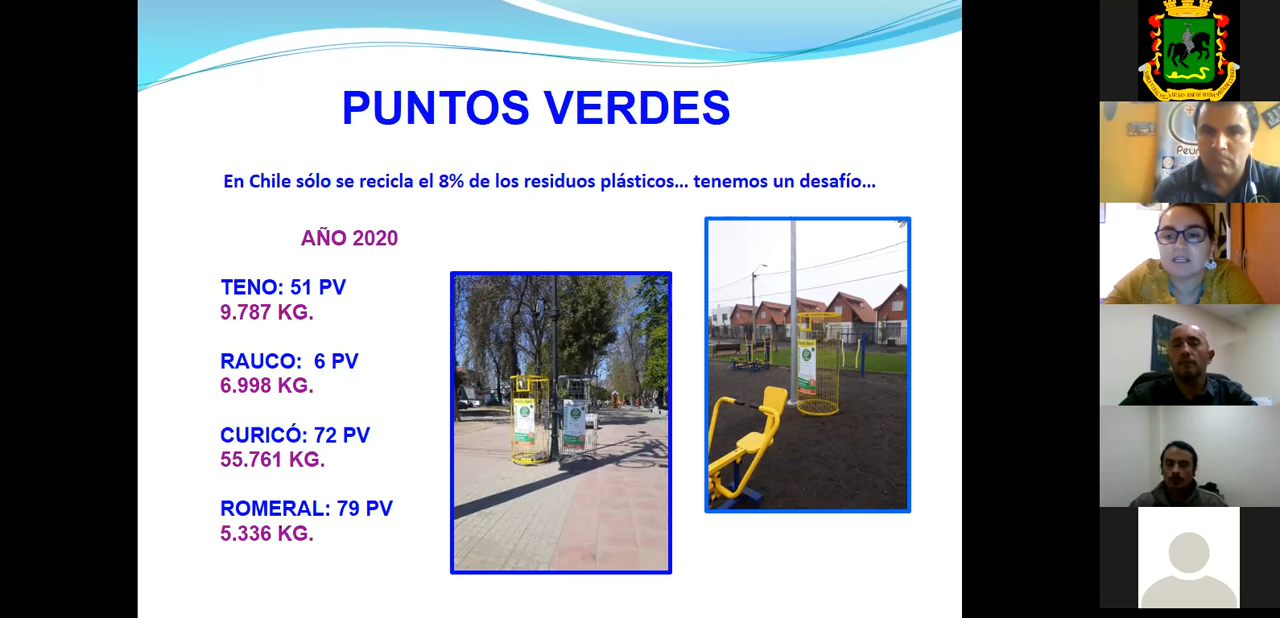 PUNTOS VERDES
En Chile sólo se recicla el 8% de los residuos plásticos... tenemos un desafío...
AÑO 2020
TENO: 51 PV
9.787 KG.
RAUCO: 6 PV
6.998 KG.
CURICÓ: 72 PV
55.761 KG.
ROMERAL: 79 PV
5.336 KG.